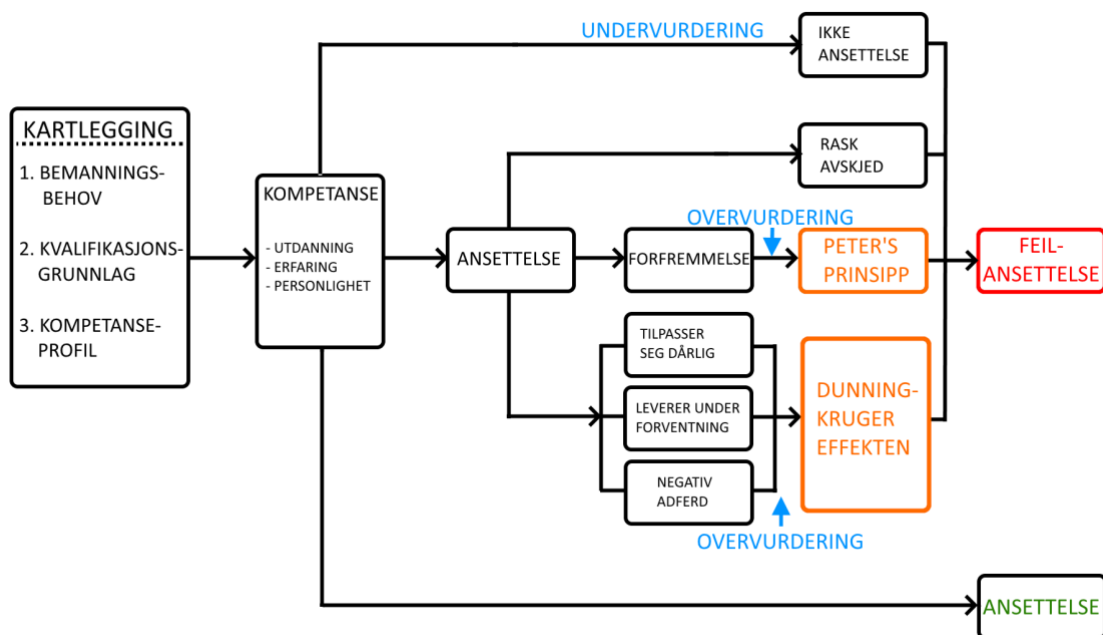 KARTLEGGING
1. BEMANNINGS-
BEHOV
2. KVALIFIKASJONS-
GRUNNLAG
3. KOMPETANSE-
PROFIL
KOMPETANSE
- UTDANNING
- ERFARING
- PERSONLIGHET
UNDERVURDERING
IKKE
ANSETTELSE
RASK
AVSKJED
ANSETTELSE
FORFREMMELSE
OVERVURDERING
PETER'S
PRINSIPP
FEIL-
ANSETTELSE
TILPASSER
SEG DÅRLIG
LEVERER UNDER
FORVENTNING
NEGATIV
ADFERD
DUNNING-
KRUGER
EFFEKTEN
OVERVURDERING
ANSETTELSE